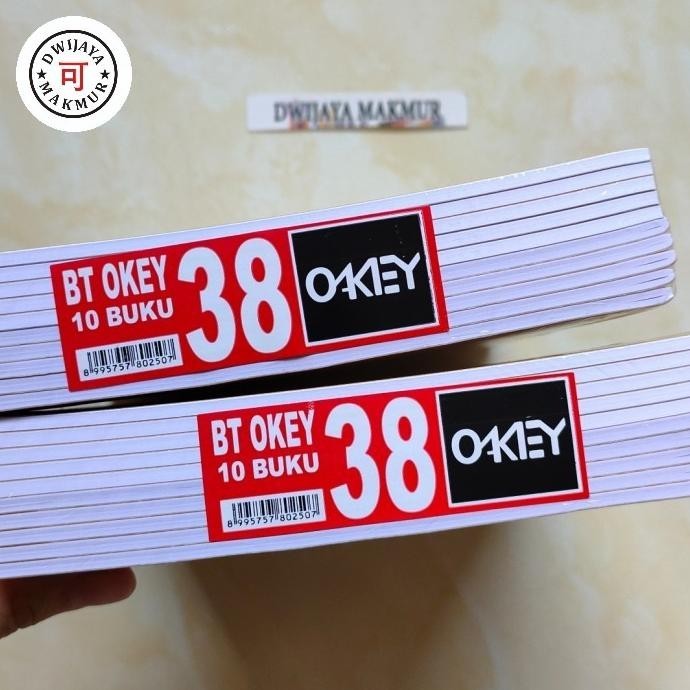 DWIJAYA
可
MAKMUR
DWIJAYA MAKMUR
BT OKEY
10 BUKU
38
OKEY
8 995757 802507
BT OKEY
10 BUKU
38
OKEY
8 995757 802507